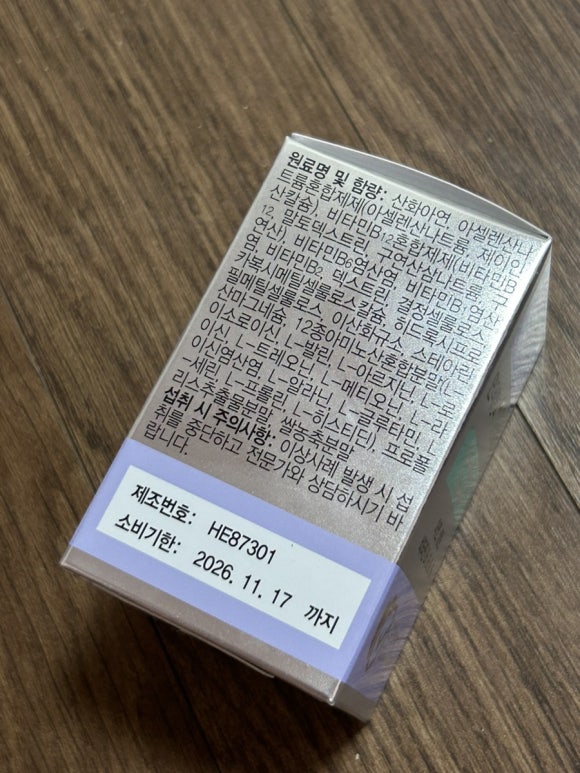 원료명 및 함량: 산화아연, 아셀렌산나
트륨혼합제제(아셀렌산나트륨, 제이인
산칼슘), 비타민B₁₂혼합제제(비타민B
12, 말토덱스트린, 구연산삼나트륨, 구
연산), 비타민B₆염산염, 비타민B₁염산
염, 비타민B₂, 덱스트린, 결정셀룰로스,
카복시메틸셀룰로스칼슘, 히드록시프로
필메틸셀룰로스, 이산화규소, 스테아린
산마그네슘, 12종아미노산혼합분말(L-
이소로이신, L-발린, L-아르지닌, L-로
이신, L-트레오닌, L-메티오닌, L-라
이신염산염, L-알라닌, L-글루타민, L
-세린, L-프롤린, L-히스티딘), 프로폴
리스추출물분말, 쌀농축분말
섭취 시 주의사항: 이상사례 발생 시 섭
취를 중단하고 전문가와 상담하시기 바
랍니다.
제조번호: HE87301
소비기한: 2026. 11. 17 까지